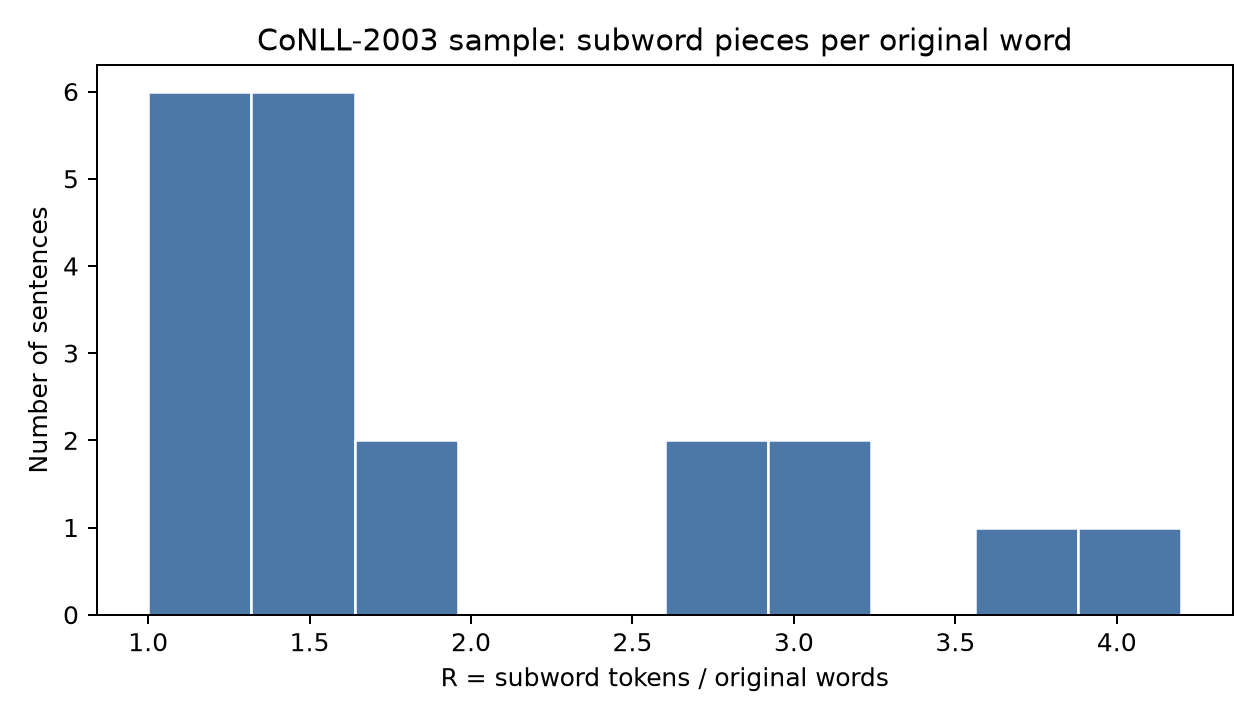 CoNLL-2003 sample: subword pieces per original word
Number of sentences
6
5
4
3
2
1
0
1.0 1.5 2.0 2.5 3.0 3.5 4.0
R = subword tokens / original words